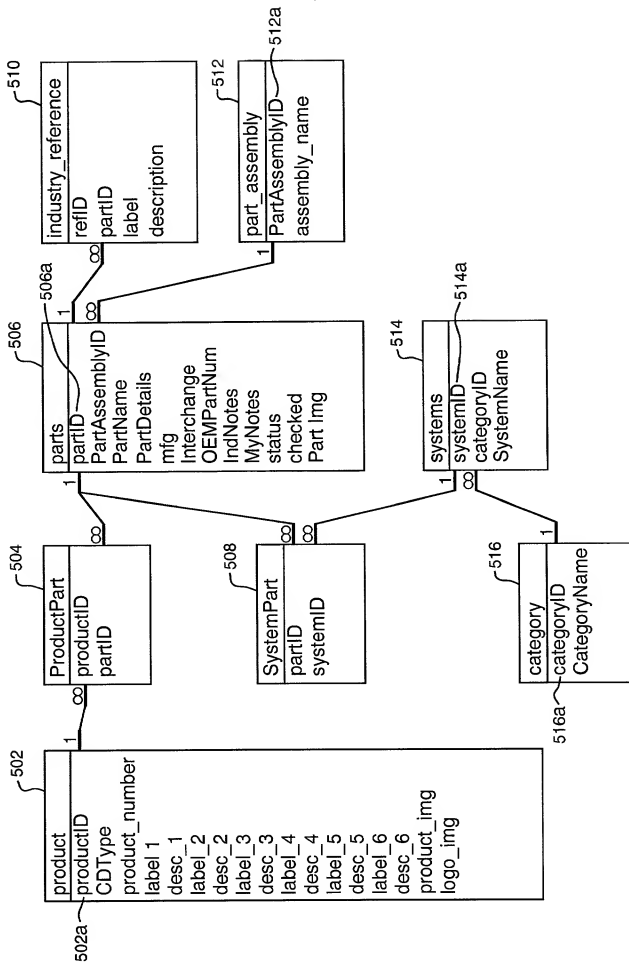 502
product
productID
502a
CDType
product_number
label 1
desc_1
label_2
desc_2
label_3
desc_3
label_4
desc_4
label_5
desc_5
label_6
desc_6
product_img
logo_img
1
∞
504
ProductPart
productID
partID
∞
1
506
parts
partID
506a
PartAssemblyID
PartName
PartDetails
mfg
Interchange
OEMPartNum
IndNotes
MyNotes
status
checked
Part Img
1
∞
∞
1
510
industry_reference
refID
partID
label
description
512
part_assembly
PartAssemblyID
512a
assembly_name
508
SystemPart
partID
systemID
∞
∞
1
∞
514
systems
systemID
514a
categoryID
SystemName
1
516
category
categoryID
516a
CategoryName